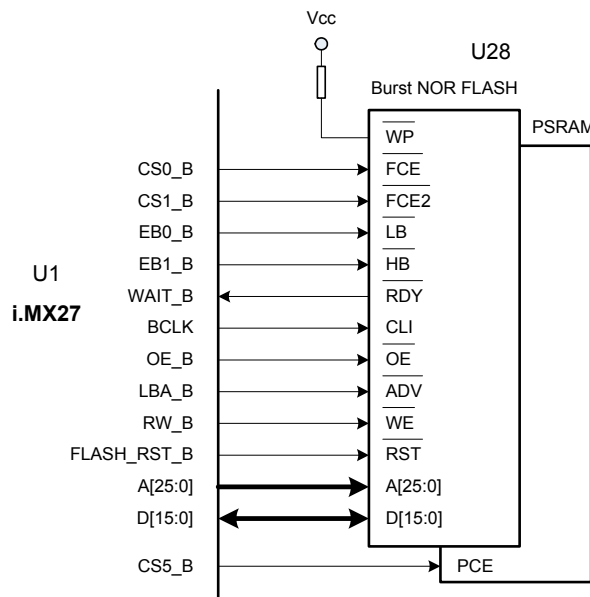 Vcc
U28
Burst NOR FLASH
PSRAM
WP
CS0_B FCE
CS1_B FCE2
EB0_B LB
EB1_B HB
U1
WAIT_B RDY
i.MX27
BCLK CLI
OE_B OE
LBA_B ADV
RW_B WE
FLASH_RST_B RST
A[25:0] A[25:0]
D[15:0] D[15:0]
CS5_B PCE